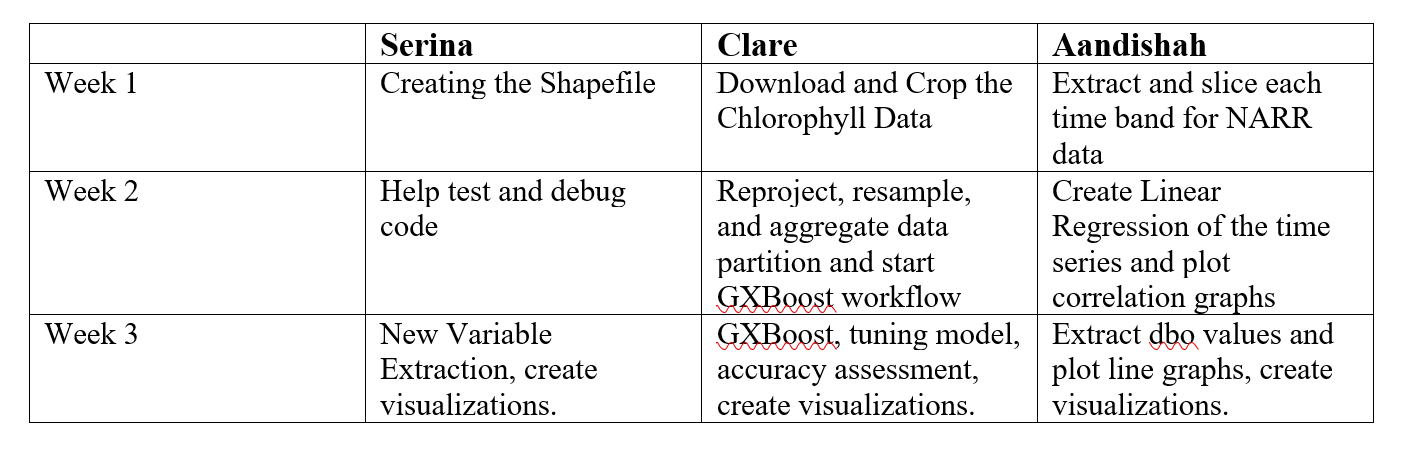 Serina Clare Aandishah
Week 1 Creating the Shapefile Download and Crop the Extract and slice each
Chlorophyll Data time band for NARR
data
Week 2 Help test and debug Reproject, resample, Create Linear
code and aggregate data Regression of the time
partition and start series and plot
GXBoost workflow correlation graphs
Week 3 New Variable GXBoost, tuning model, Extract dbo values and
Extraction, create accuracy assessment, plot line graphs, create
visualizations. create visualizations. visualizations.